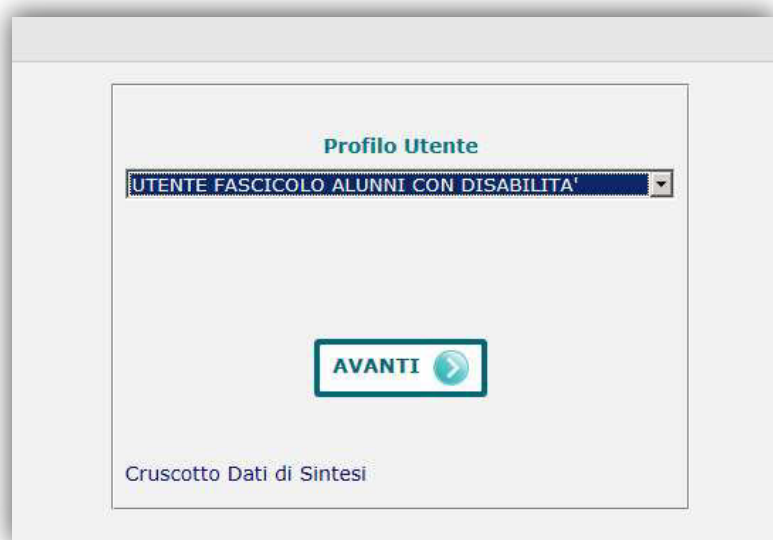 Profilo Utente
UTENTE FASCICOLO ALUNNI CON DISABILITA'
AVANTI
Cruscotto Dati di Sintesi